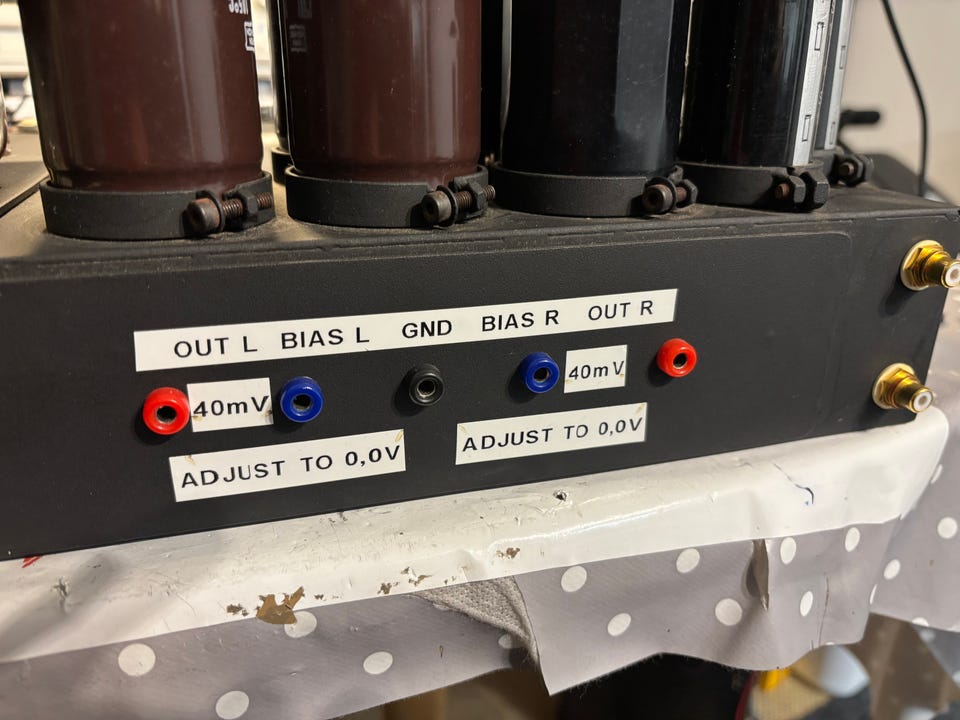 OUT L BIAS L GND BIAS R OUT R
40mV
40mV
ADJUST TO 0,0V
ADJUST TO 0,0V